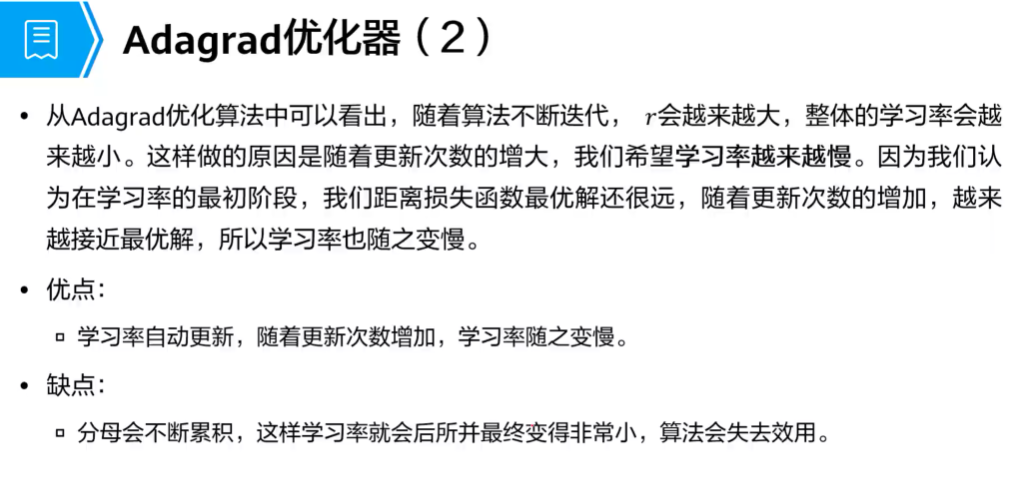 Adagrad优化器（2）
• 从Adagrad优化算法中可以看出，随着算法不断迭代， r会越来越大，整体的学习率会越
来越小。这样做的原因是随着更新次数的增大，我们希望学习率越来越慢。因为我们认
为在学习率的最初阶段，我们距离损失函数最优解还很远，随着更新次数的增加，越来
越接近最优解，所以学习率也随之变慢。
• 优点：
▫ 学习率自动更新，随着更新次数增加，学习率随之变慢。
• 缺点：
▫ 分母会不断累积，这样学习率就会后所并最终变得非常小，算法会失去效用。